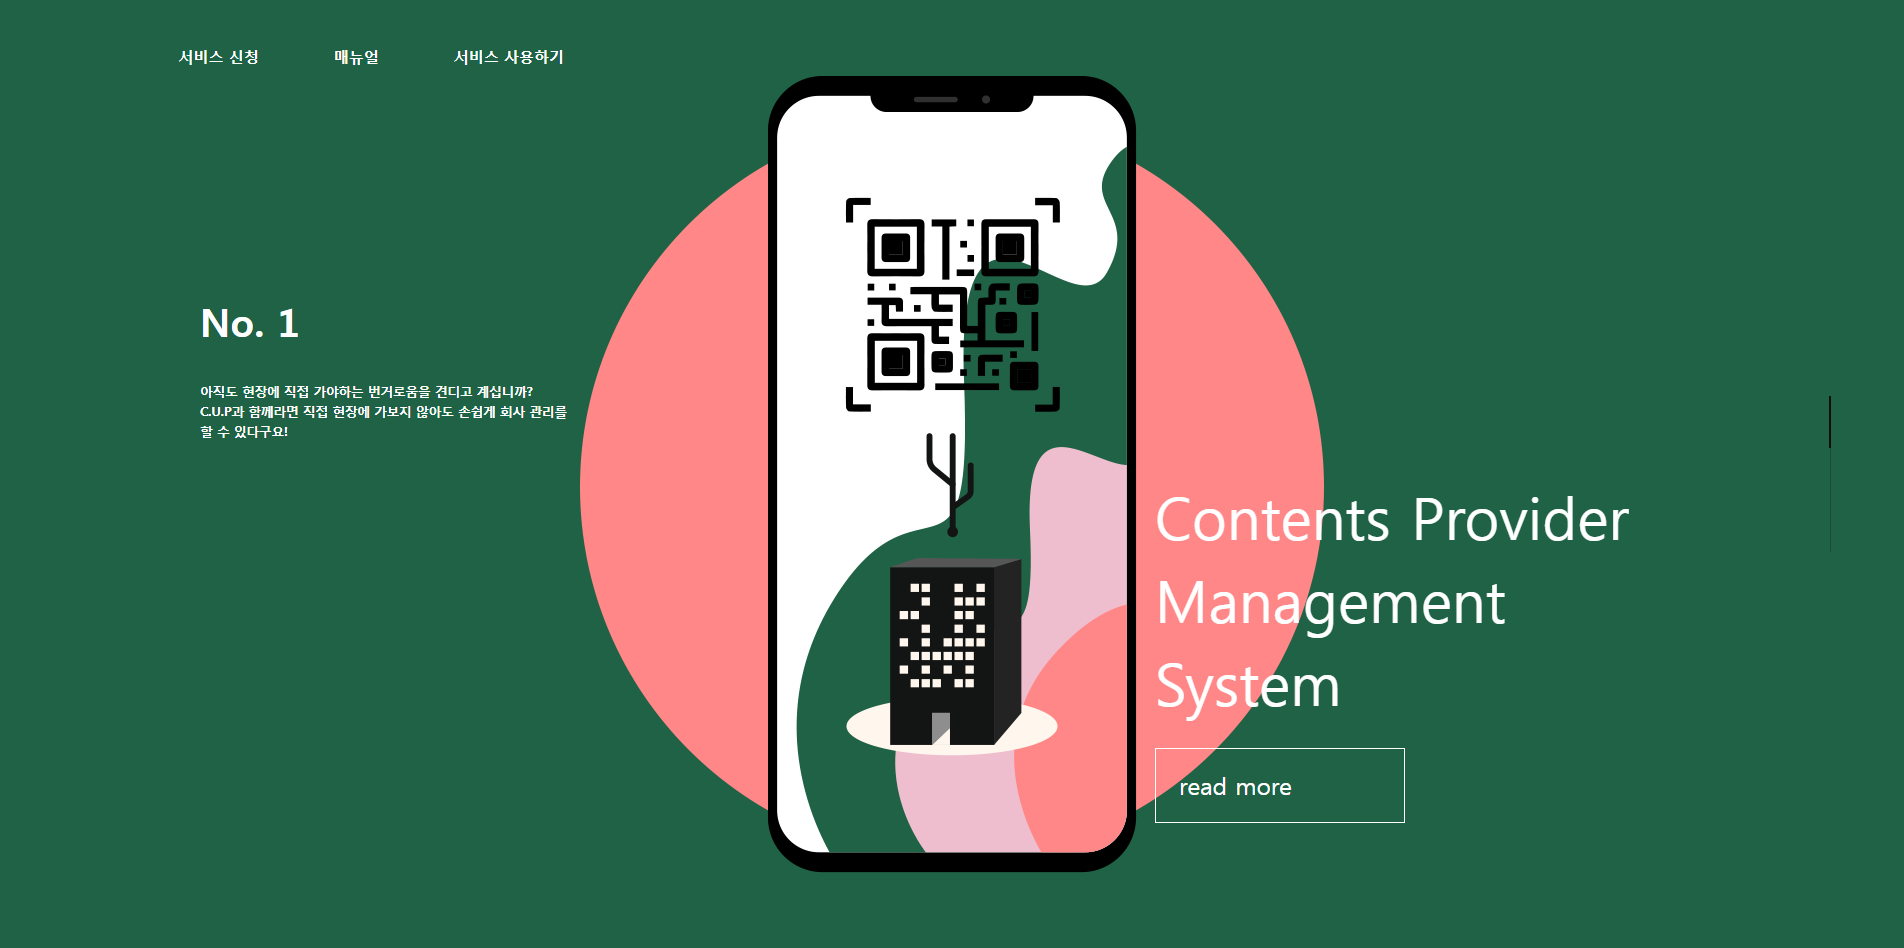 서비스 신청
매뉴얼
서비스 사용하기
No. 1
아직도 현장에 직접 가야하는 번거로움을 견디고 계십니까?
C.U.P과 함께라면 직접 현장에 가보지 않아도 손쉽게 회사 관리를
할 수 있다구요!
Contents Provider
Management
System
read more